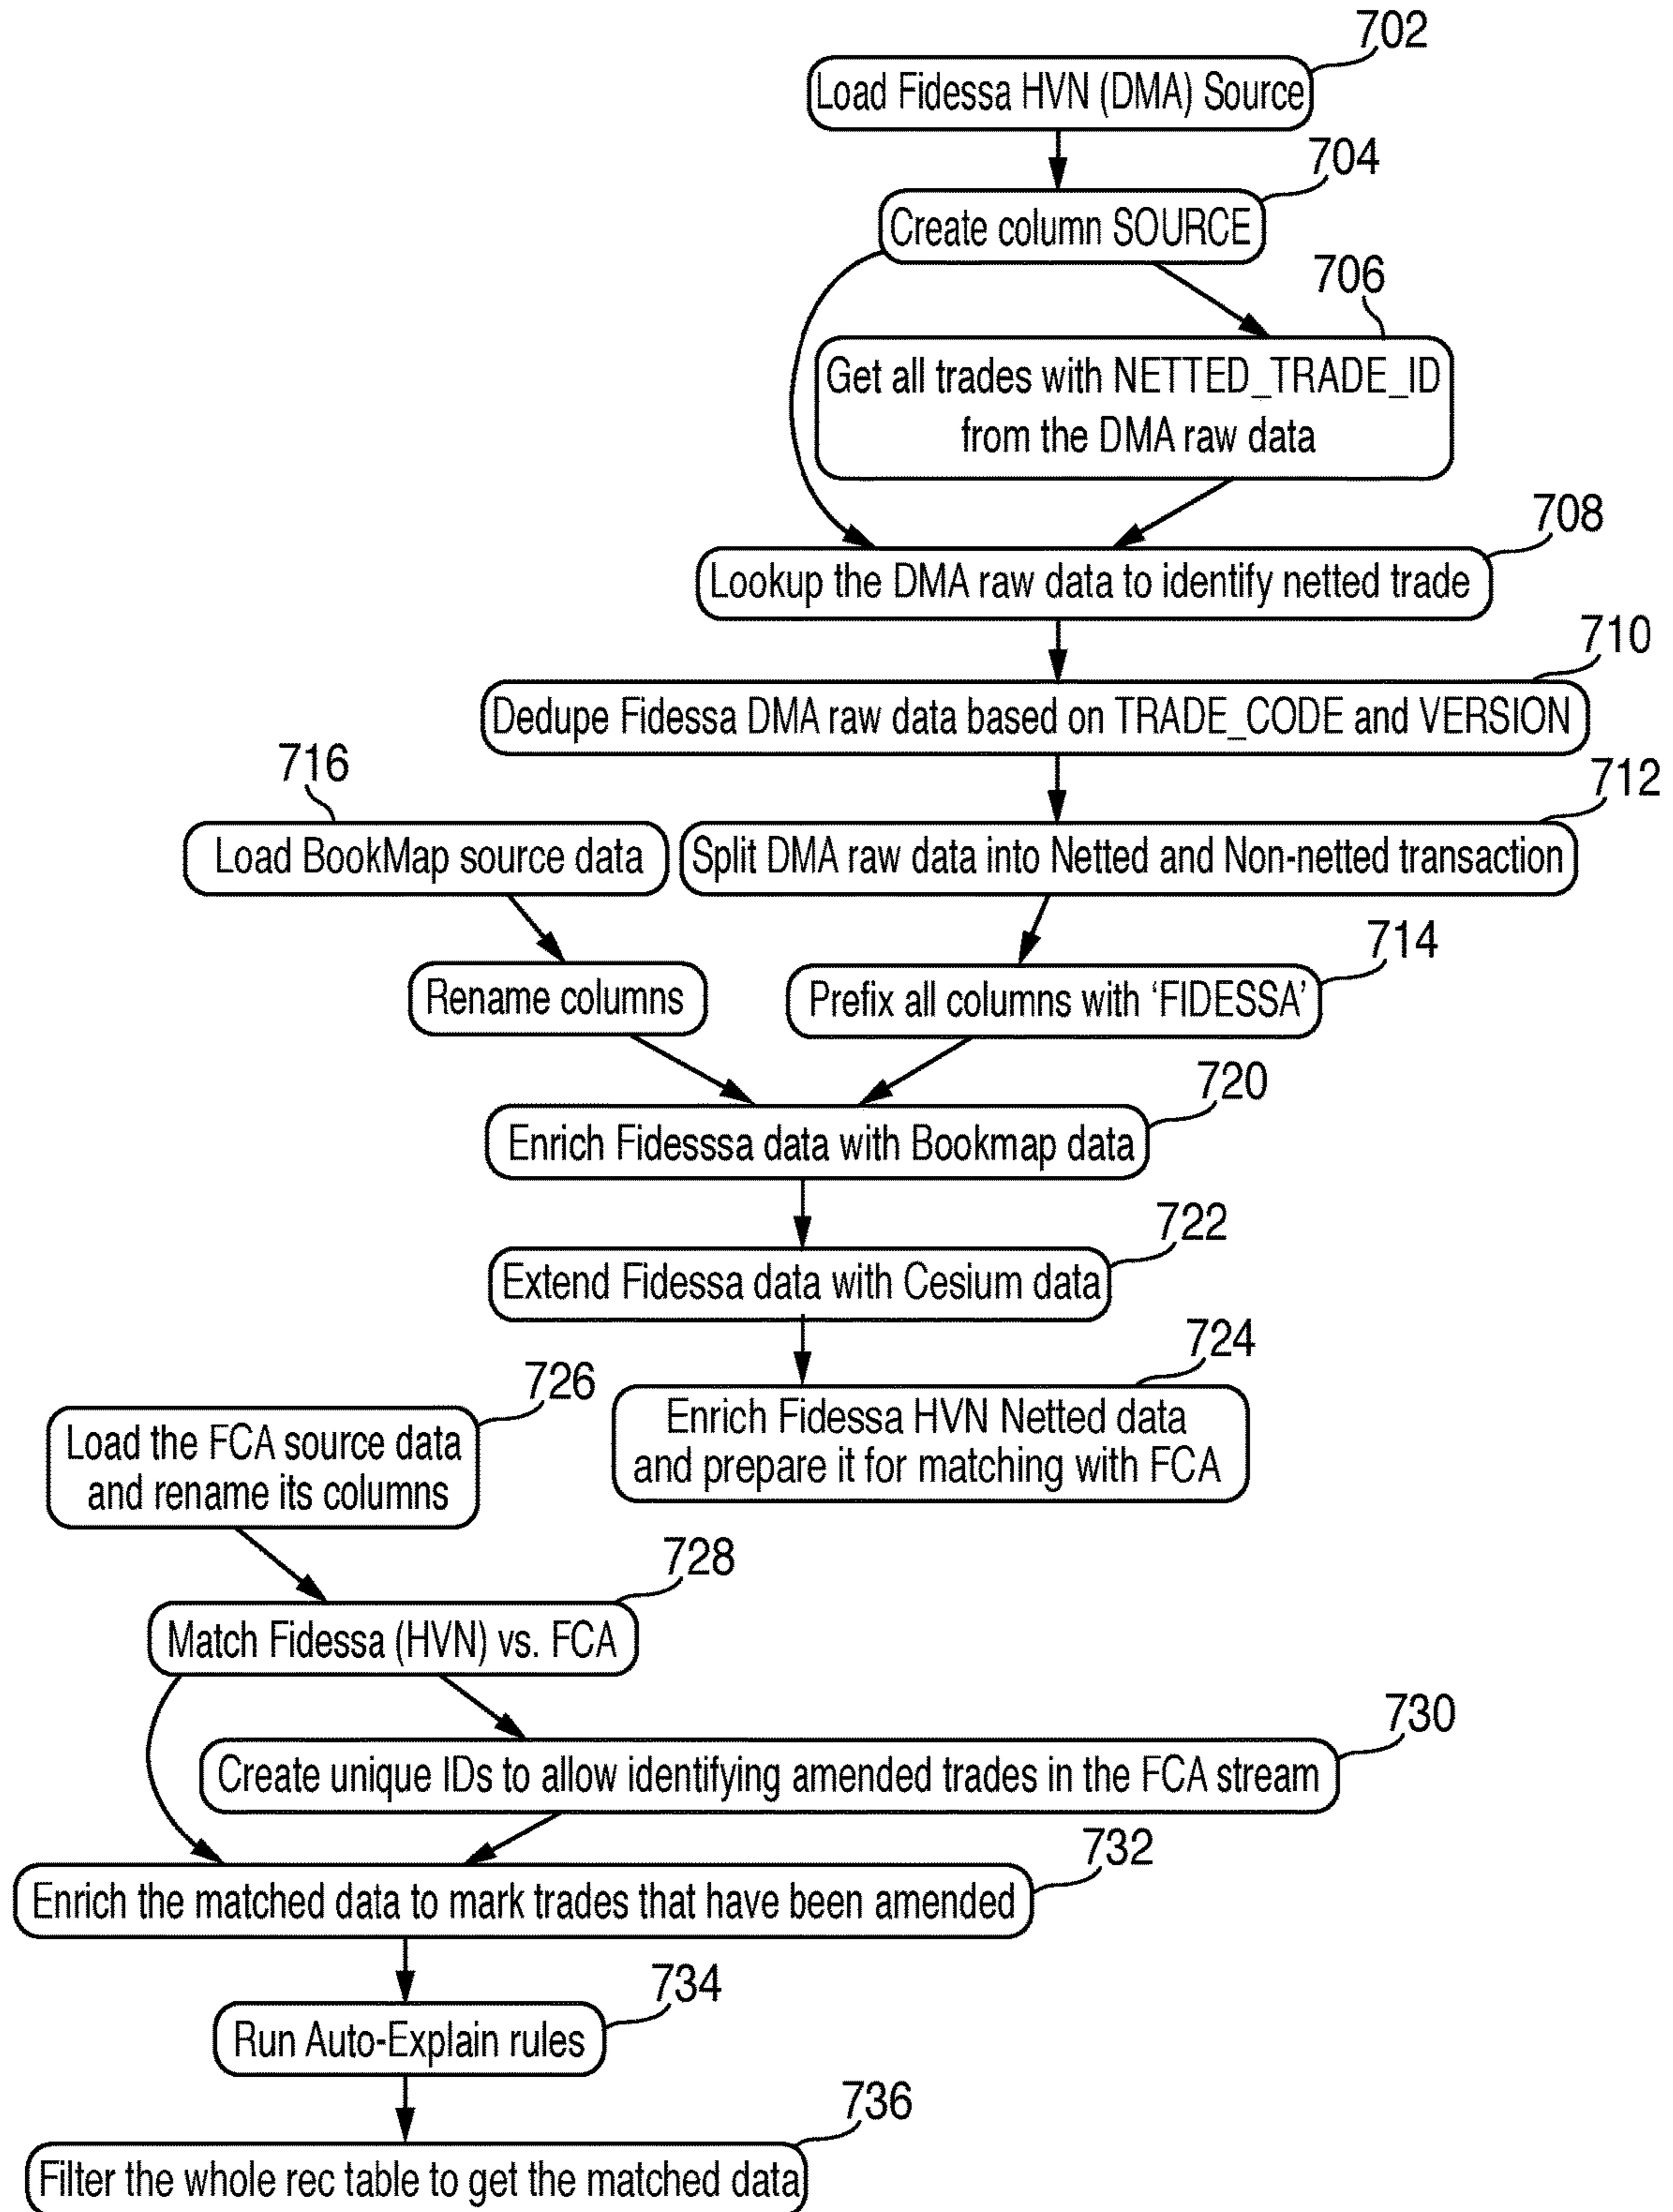 702
Load Fidessa HVN (DMA) Source
704
Create column SOURCE
706
Get all trades with NETTED_TRADE_ID
from the DMA raw data
708
Lookup the DMA raw data to identify netted trade
710
Dedupe Fidessa DMA raw data based on TRADE_CODE and VERSION
716
712
Load BookMap source data
Split DMA raw data into Netted and Non-netted transaction
714
Rename columns
Prefix all columns with ‘FIDESSA’
720
Enrich Fidesssa data with Bookmap data
722
Extend Fidessa data with Cesium data
724
Enrich Fidessa HVN Netted data
and prepare it for matching with FCA
726
Load the FCA source data
and rename its columns
728
Match Fidessa (HVN) vs. FCA
730
Create unique IDs to allow identifying amended trades in the FCA stream
732
Enrich the matched data to mark trades that have been amended
734
Run Auto-Explain rules
736
Filter the whole rec table to get the matched data